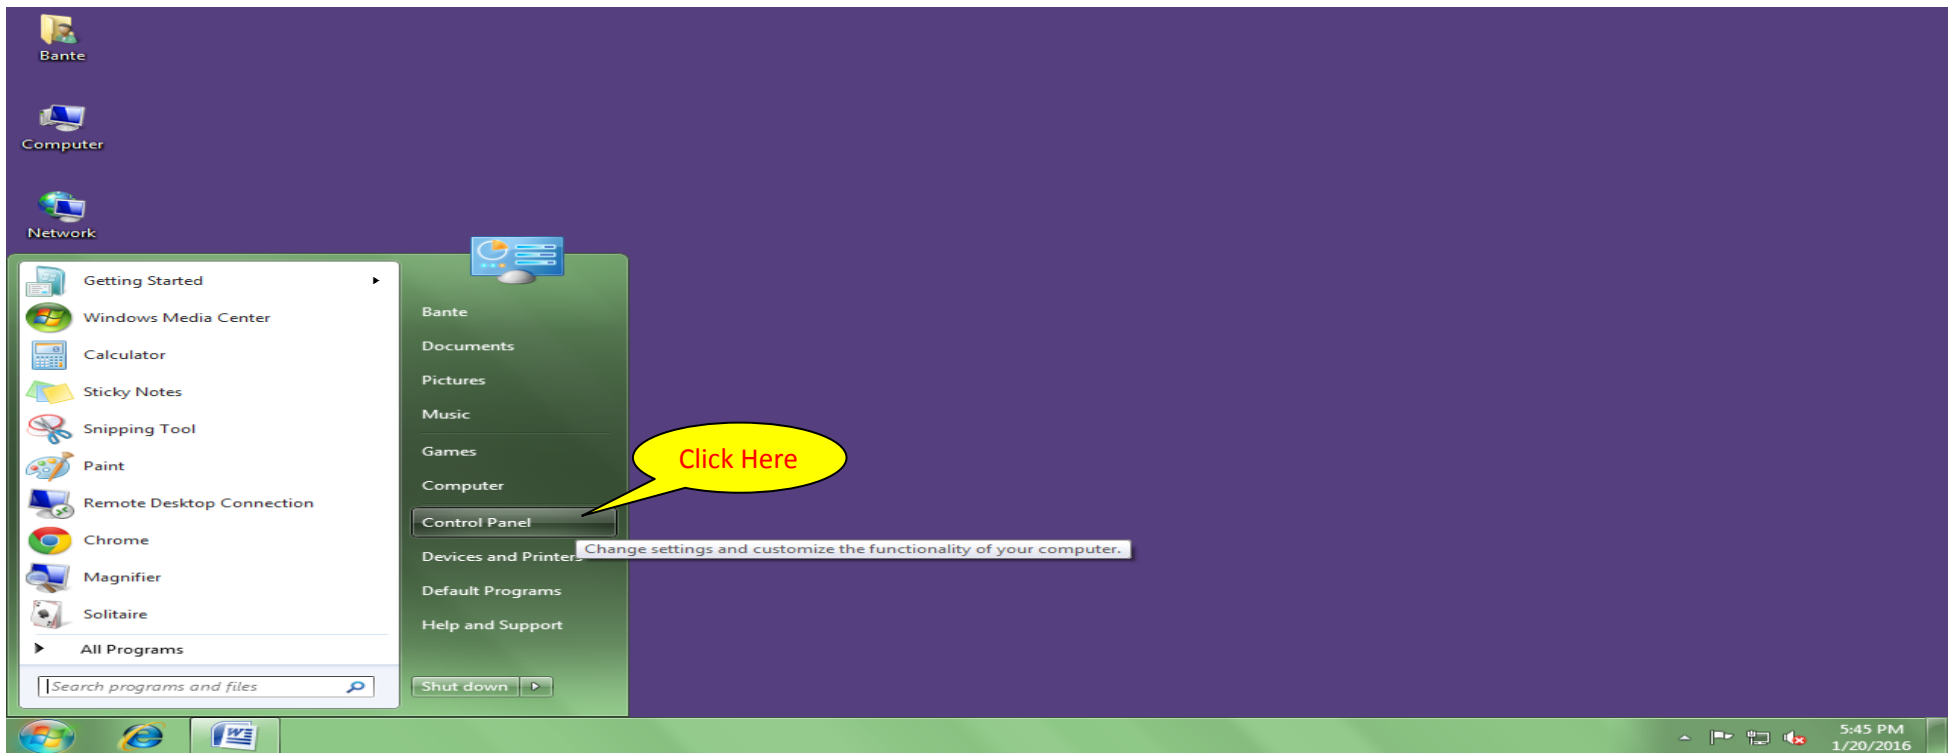 Bante
Computer
Network
Getting Started
Windows Media Center
Calculator
Sticky Notes
Snipping Tool
Paint
Remote Desktop Connection
Chrome
Magnifier
Solitaire
All Programs
Search programs and files
Bante
Documents
Pictures
Music
Games
Computer
Control Panel
Devices and Printers
Default Programs
Help and Support
Shut down
Click Here
Change settings and customize the functionality of your computer.
W
5:45 PM
1/20/2016